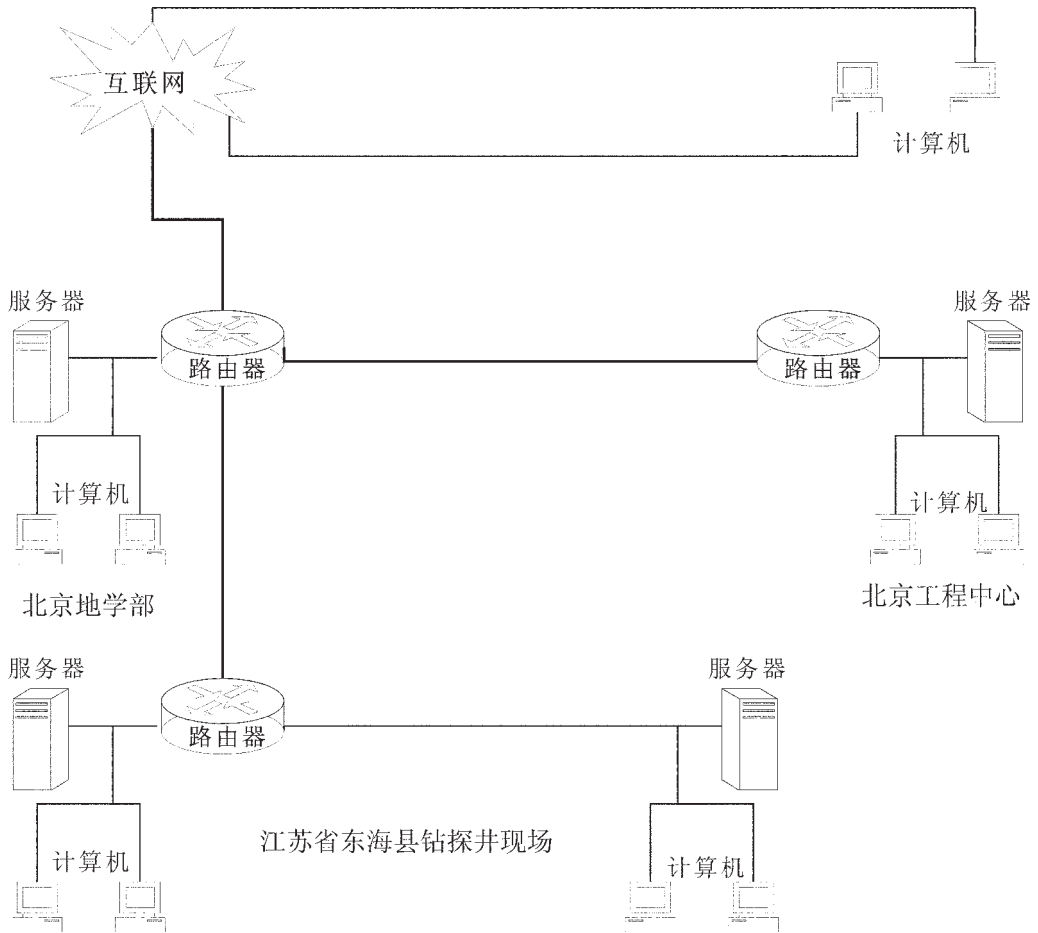 互联网
计算机
服务器
服务器
路由器
路由器
计算机
计算机
北京地学部
北京工程中心
服务器
服务器
路由器
江苏省东海县钻探井现场
计算机
计算机